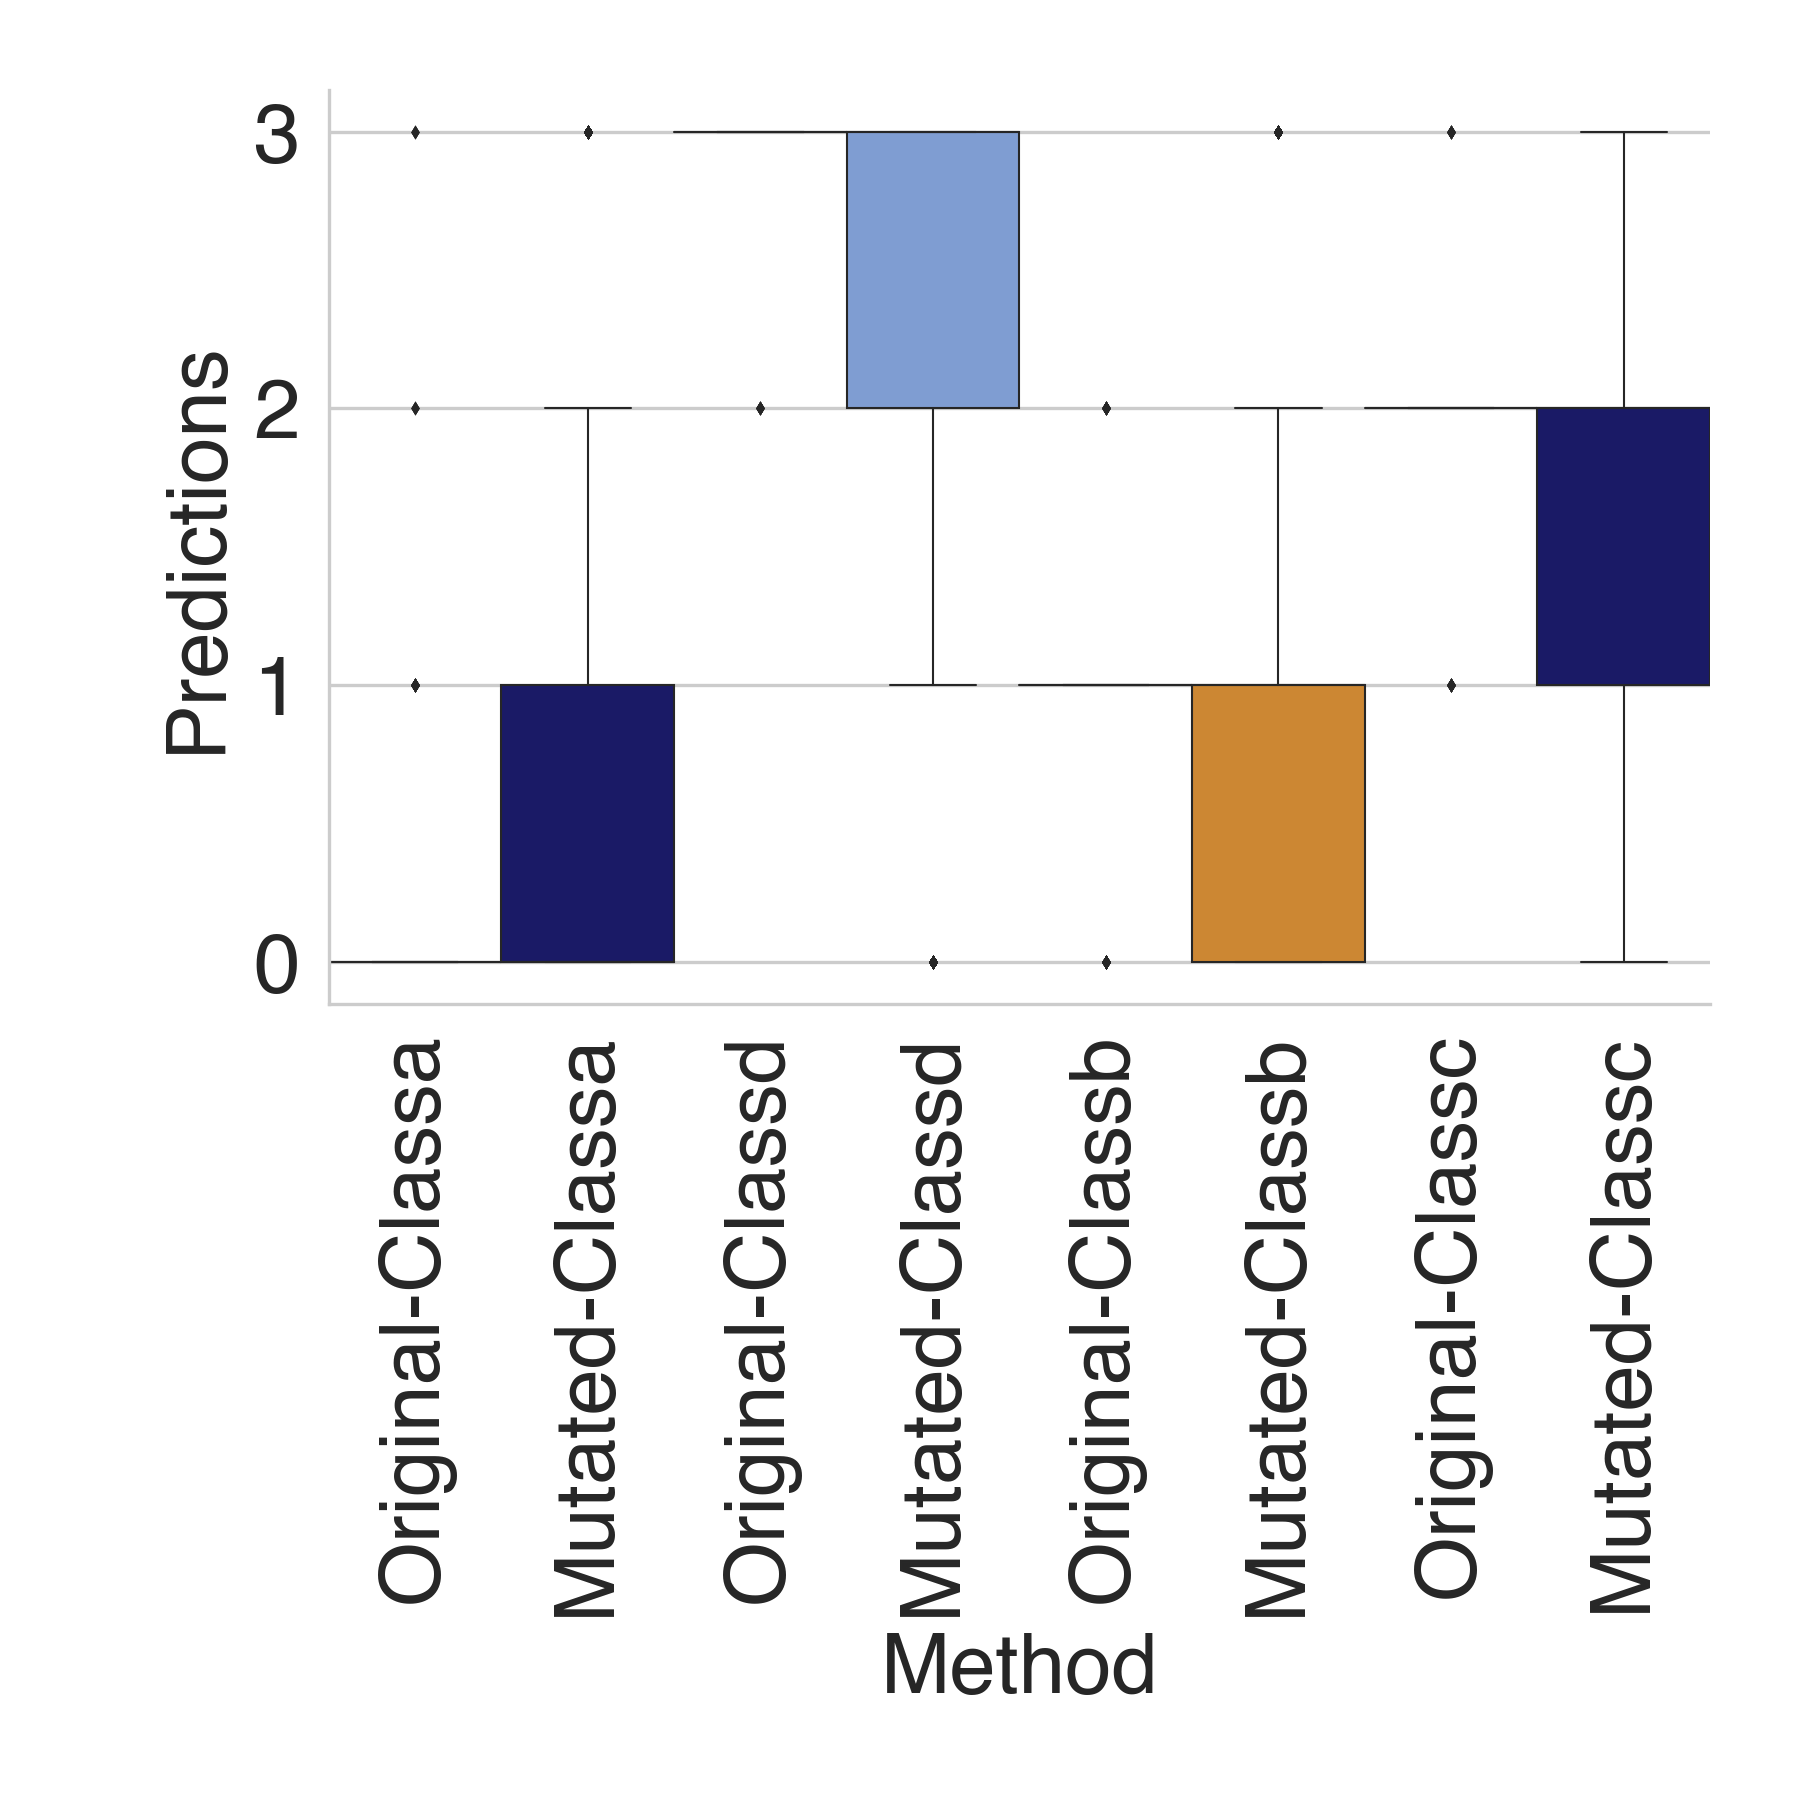 Predictions
3
2
1
0
Original-Classa
Mutated-Classa
Original-Classd
Mutated-Classd
Original-Classb
Mutated-Classb
Original-Classc
Mutated-Classc
Method